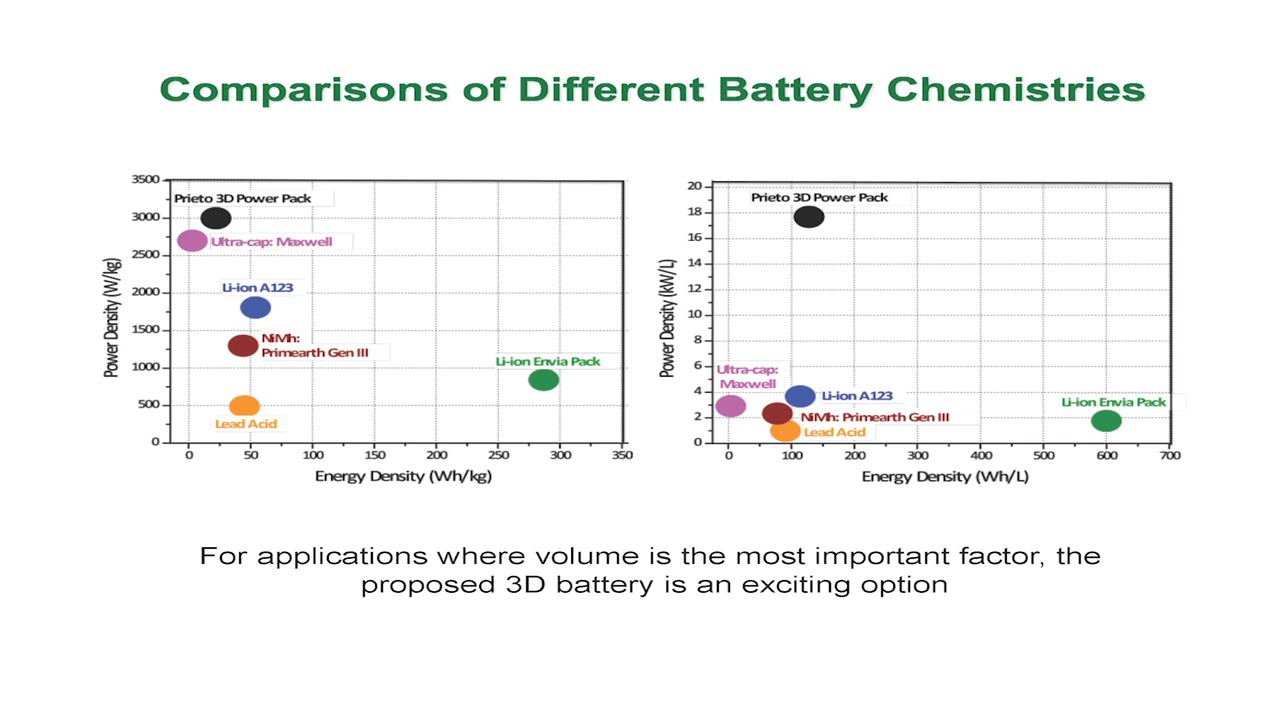 Comparisons of Different Battery Chemistries
3500
3000
2500
2000
1500
1000
500
0
Power Density (W/kg)
Prieto 3D Power Pack
Ultra-cap: Maxwell
Li-ion A123
NiMh:
Primearth Gen III
Li-ion Envia Pack
Lead Acid
0 50 100 150 200 250 300 350
Energy Density (Wh/kg)
20
18
16
14
12
10
8
6
4
2
0
Power Density (kW/L)
Prieto 3D Power Pack
Ultra-cap:
Maxwell
Li-ion A123
Li-ion Envia Pack
NiMh: Primearth Gen III
Lead Acid
0 100 200 300 400 500 600 700
Energy Density (Wh/L)
For applications where volume is the most important factor, the
proposed 3D battery is an exciting option